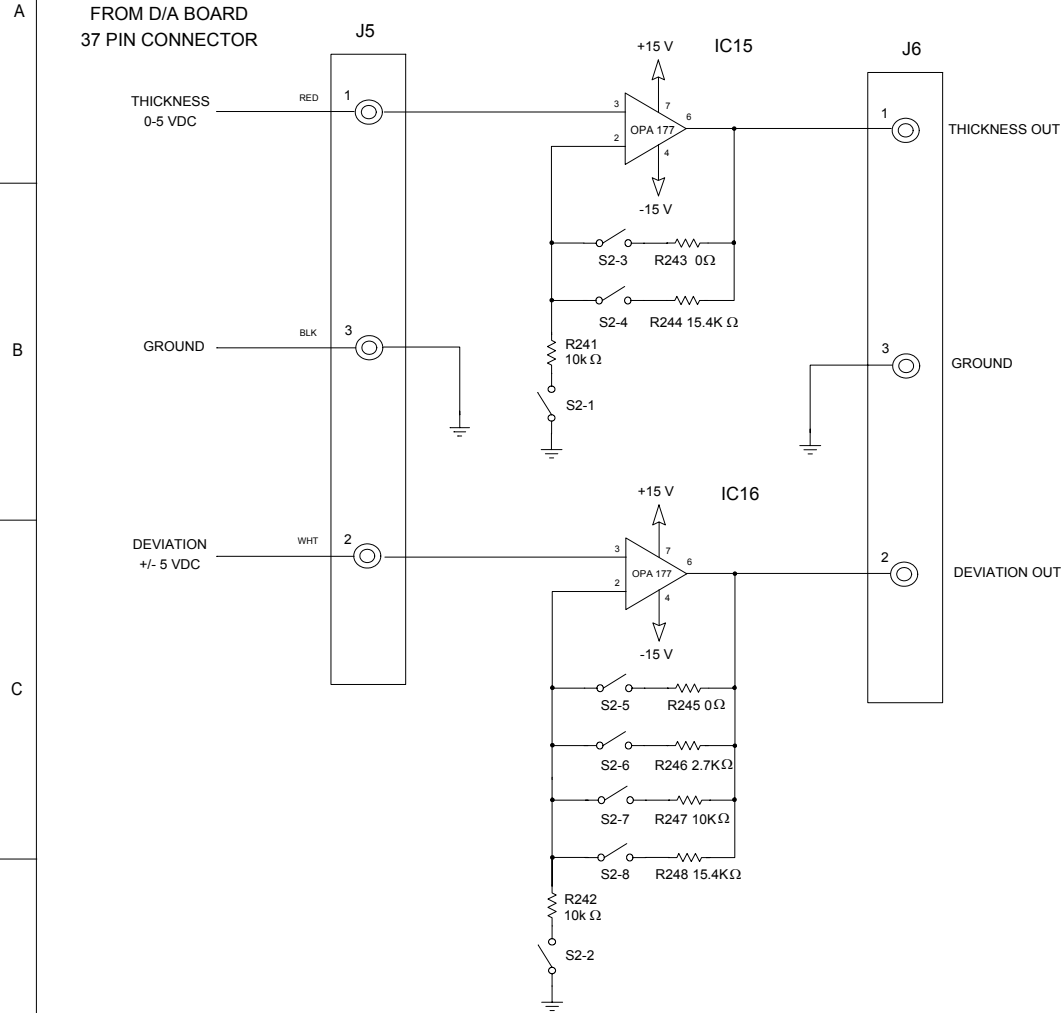 A
FROM D/A BOARD
37 PIN CONNECTOR
J5
+15 V
IC15
J6
THICKNESS
0-5 VDC
RED
1
3
7
OPA 177
6
2
4
-15 V
1
THICKNESS OUT
S2-3
R243 0Ω
S2-4
R244 15.4K Ω
B
GROUND
BLK
3
R241
10k Ω
S2-1
3
GROUND
+15 V
IC16
DEVIATION
+/- 5 VDC
WHT
2
3
7
OPA 177
6
2
4
-15 V
2
DEVIATION OUT
C
S2-5
R245 0Ω
S2-6
R246 2.7KΩ
S2-7
R247 10KΩ
S2-8
R248 15.4KΩ
R242
10k Ω
S2-2